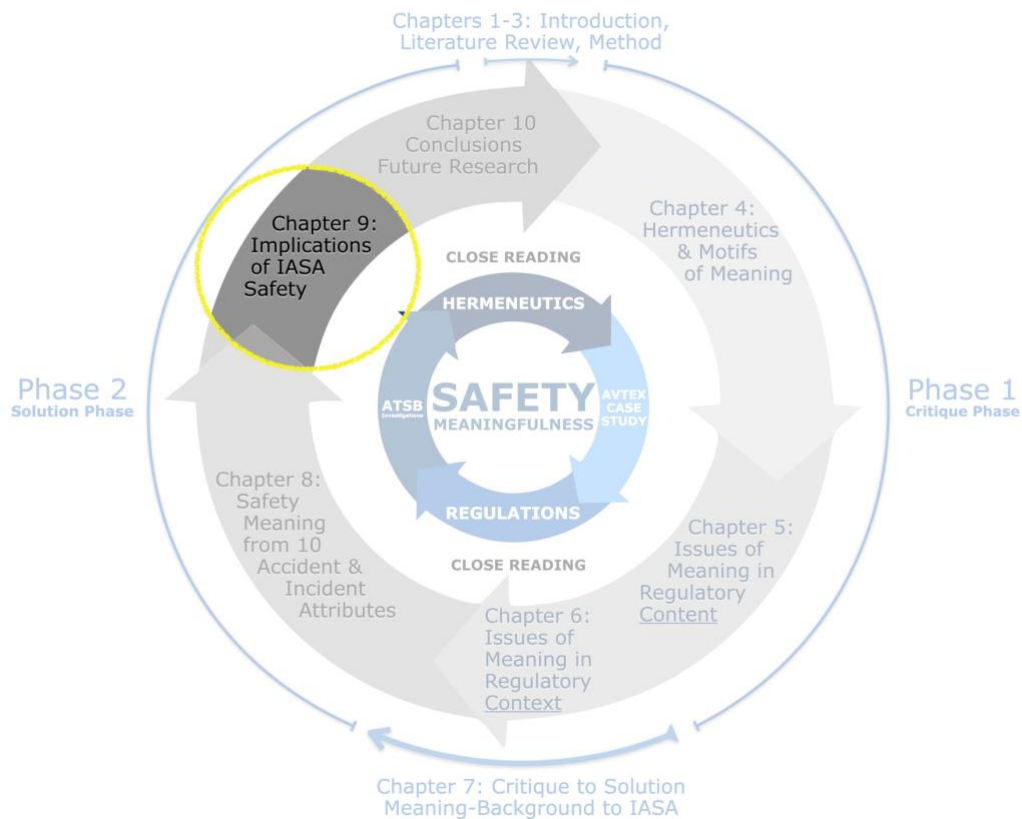 Chapters 1-3: Introduction,
Literature Review, Method
Chapter 10
Conclusions
Future Research
Chapter 9:
Implications
of IASA
Safety
Chapter 4:
Hermeneutics
& Motifs
of Meaning
CLOSE READING
HERMENEUTICS
Phase 2
Solution Phase
ATSB
Investigations
SAFETY
MEANINGFULNESS
AVTEX
CASE
STUDY
Phase 1
Critique Phase
REGULATIONS
CLOSE READING
Chapter 8:
Safety
Meaning
from 10
Accident &
Incident
Attributes
Chapter 5:
Issues of
Meaning in
Regulatory
Content
Chapter 6:
Issues of
Meaning in
Regulatory
Context
Chapter 7: Critique to Solution
Meaning-Background to IASA